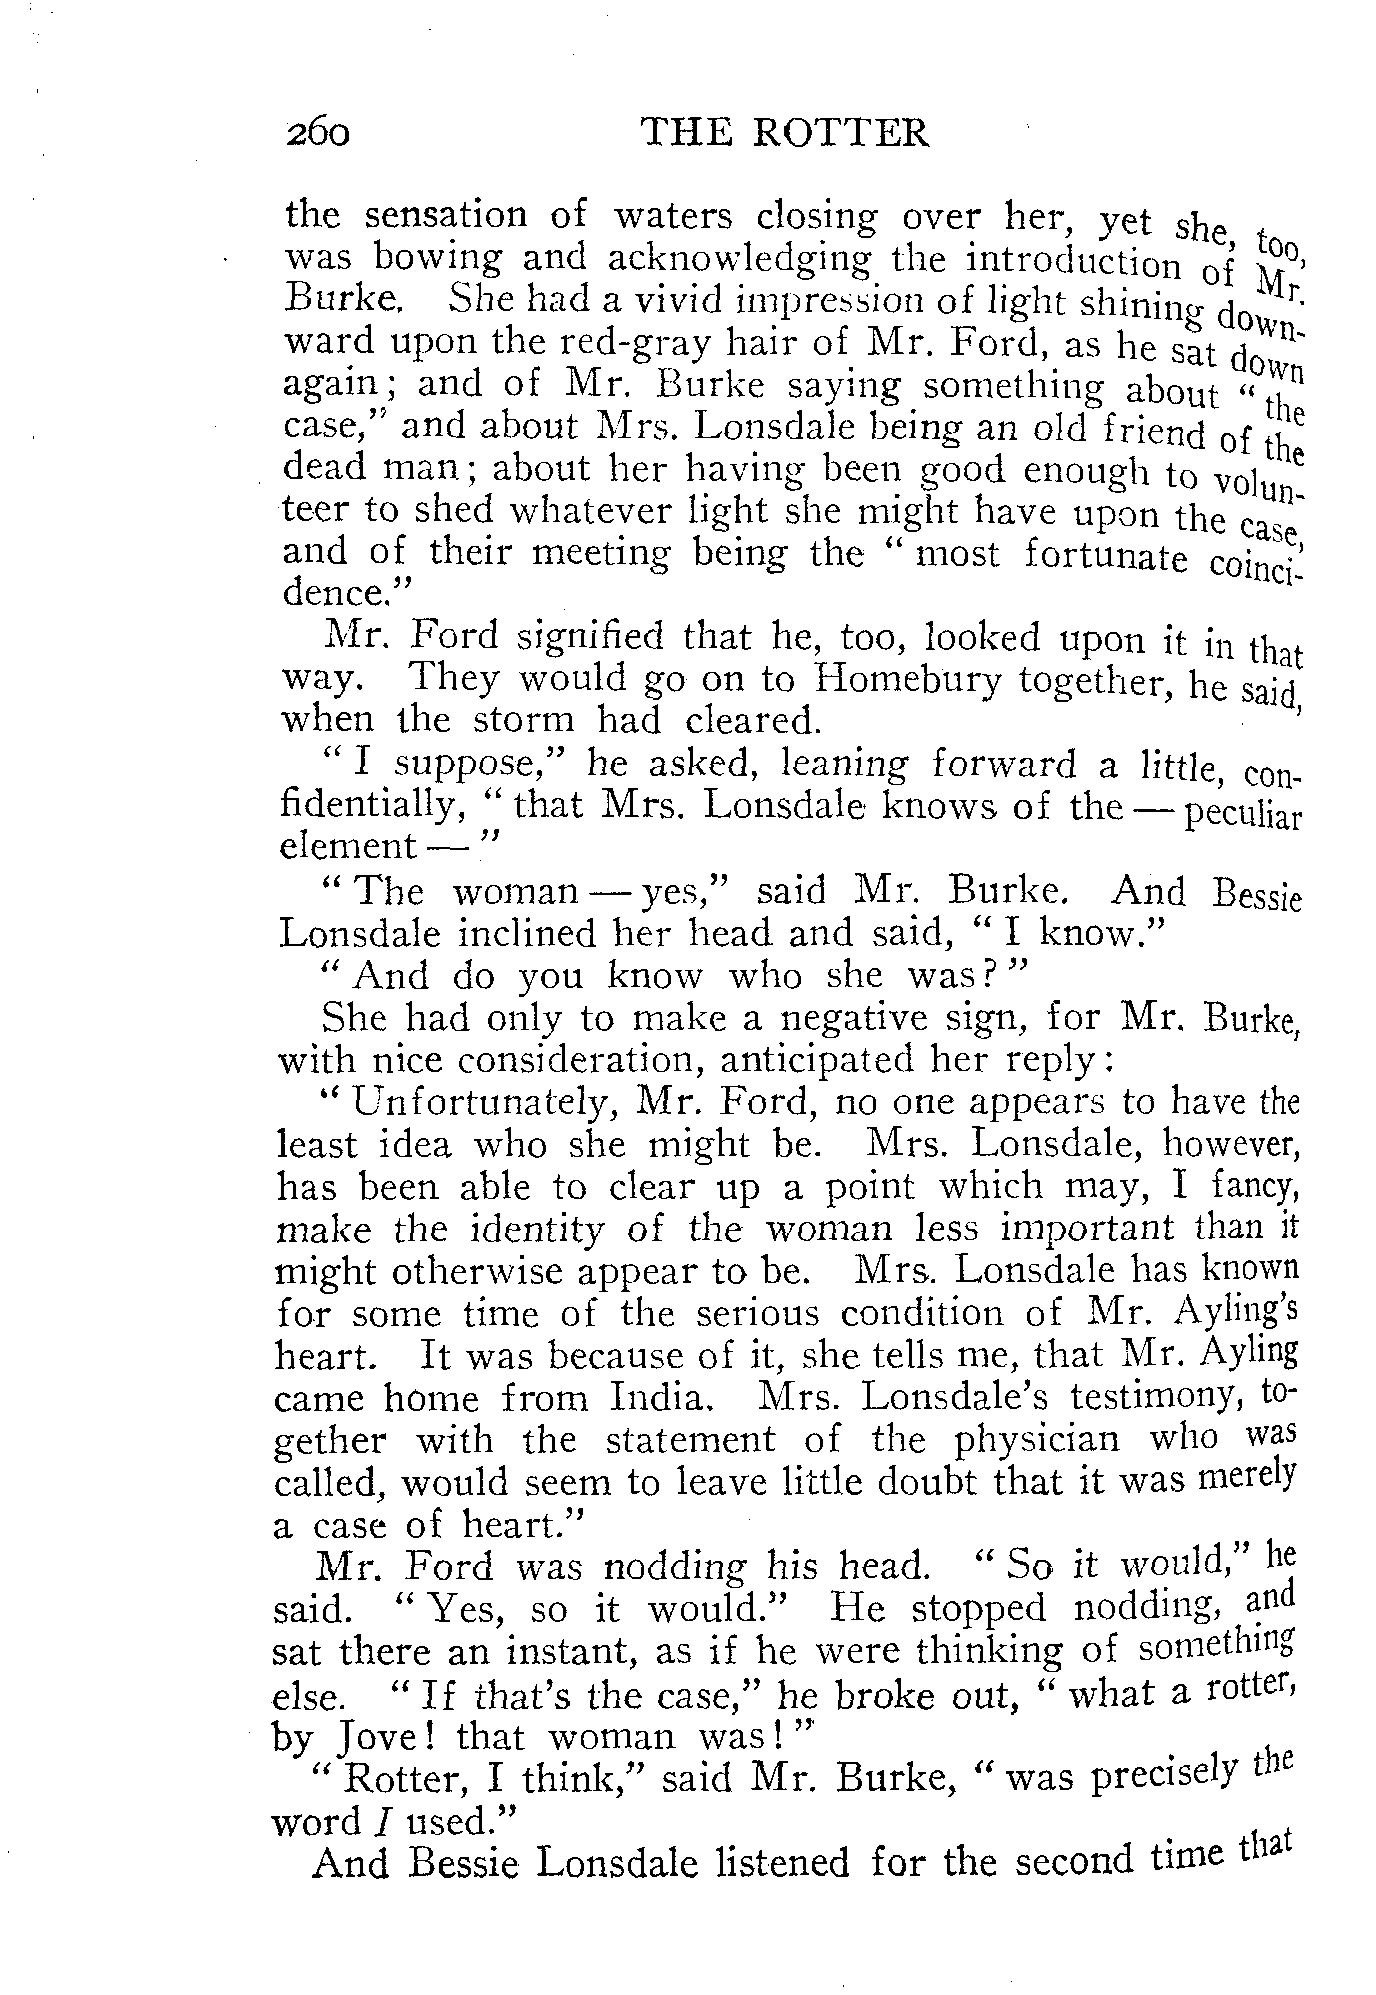 260 THE ROTTER
the sensation of waters closing over her, yet she, too,
was bowing and acknowledging the introduction of Mr.
Burke. She had a vivid impression of light shining down-
ward upon the red-gray hair of Mr. Ford, as he sat down
again; and of Mr. Burke saying something about "the
case," and about Mrs. Lonsdale being an old friend of the
dead man; about her having been good enough to volun-
teer to shed whatever light she might have upon the case,
and of their meeting being the "most fortunate coinci-
dence."
Mr. Ford signified that he, too, looked upon it in that
way. They would go on to Homebury together, he said,
when the storm had cleared.
"I suppose," he asked, leaning forward a little, con-
fidentially, "that Mrs. Lonsdale knows of the — peculiar
element — "
"The woman — yes," said Mr. Burke. And Bessie
Lonsdale inclined her head and said, "I know."
"And do you know who she was?"
She had only to make a negative sign, for Mr. Burke,
with nice consideration, anticipated her reply:
"Unfortunately, Mr. Ford, no one appears to have the
least idea who she might be. Mrs. Lonsdale, however,
has been able to clear up a point which may, I fancy,
make the identity of the woman less important than it
might otherwise appear to be. Mrs. Lonsdale has known
for some time of the serious condition of Mr. Ayling's
heart. It was because of it, she tells me, that Mr. Ayling
came home from India. Mrs. Lonsdale's testimony, to-
gether with the statement of the physician who was
called, would seem to leave little doubt that it was merely
a case of heart."
Mr. Ford was nodding his head. "So it would," he
said. "Yes, so it would." He stopped nodding, and
sat there an instant, as if he were thinking of something
else. "If that's the case," he broke out, "what a rotter,
by Jove! that woman was!"
"Rotter, I think," said Mr. Burke, "was precisely the
word I used."
And Bessie Lonsdale listened for the second time that